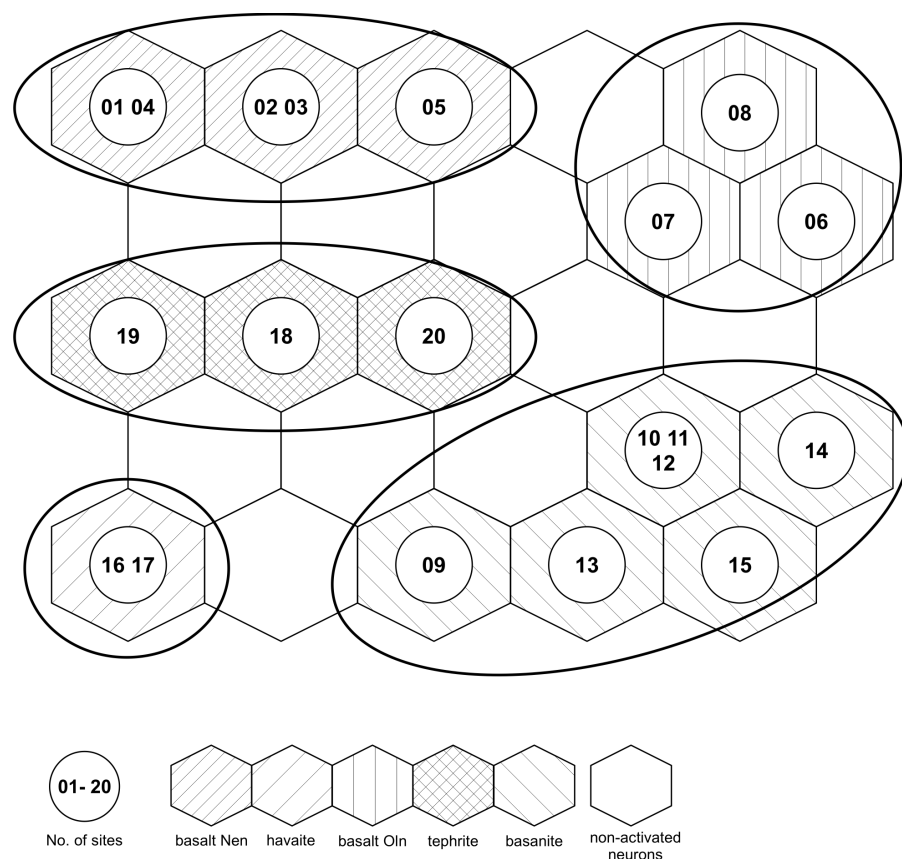 01 04
02 03
05
08
07
06
19
18
20
10 11
12
14
16 17
09
13
15
01- 20
No. of sites
basalt Nen
havaite
basalt Oln
tephrite
basanite
non-activated
neurons